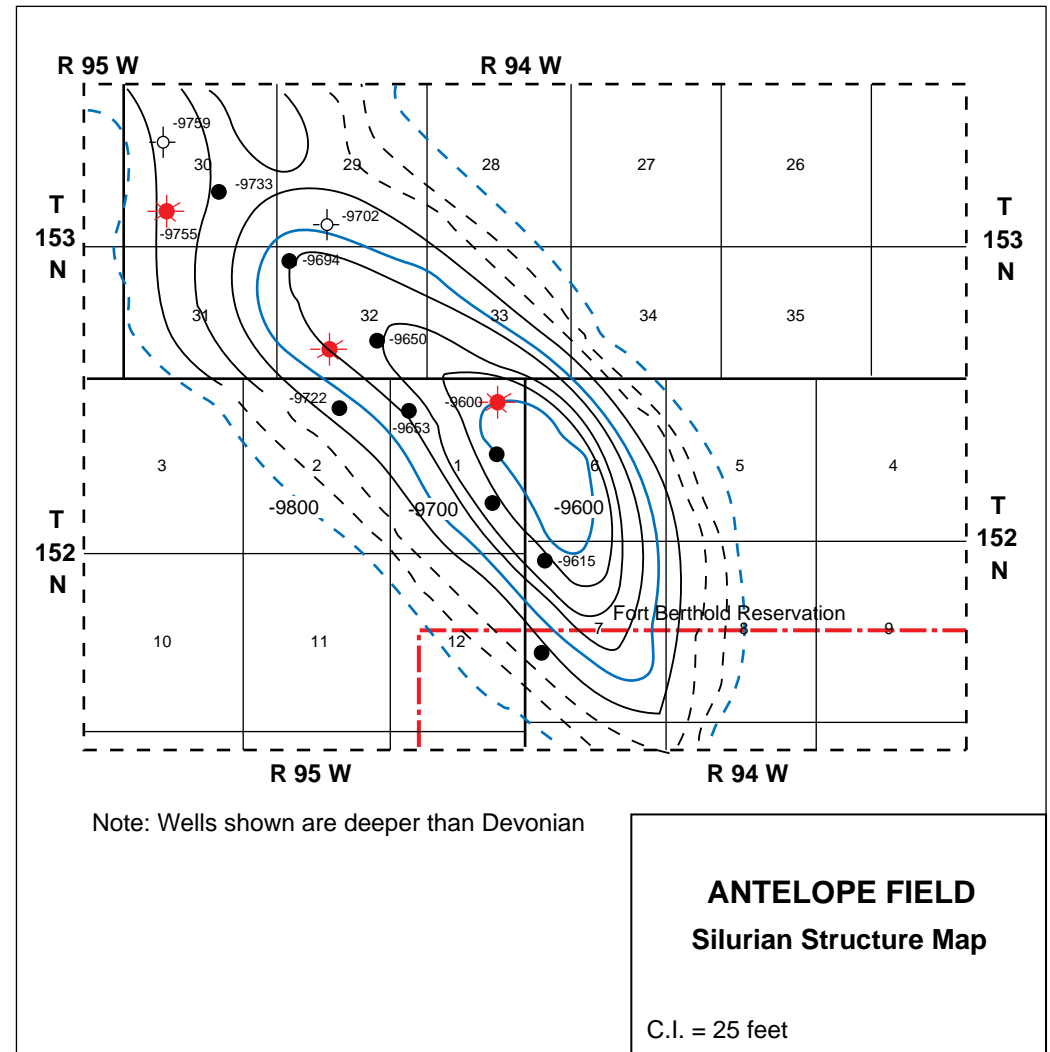 R 95 W
R 94 W
-9759
30
29
28
27
26
-9733
T
153
N
T
153
N
-9702
-9755
-9694
31
32
33
34
35
-9650
-9722
-9600
-9653
3
2
1
6
5
4
-9800
-9700
-9600
T
152
N
T
152
N
-9615
Fort Berthold Reservation
10
11
12
7
8
9
R 95 W
R 94 W
Note: Wells shown are deeper than Devonian
ANTELOPE FIELD
Silurian Structure Map
C.I. = 25 feet